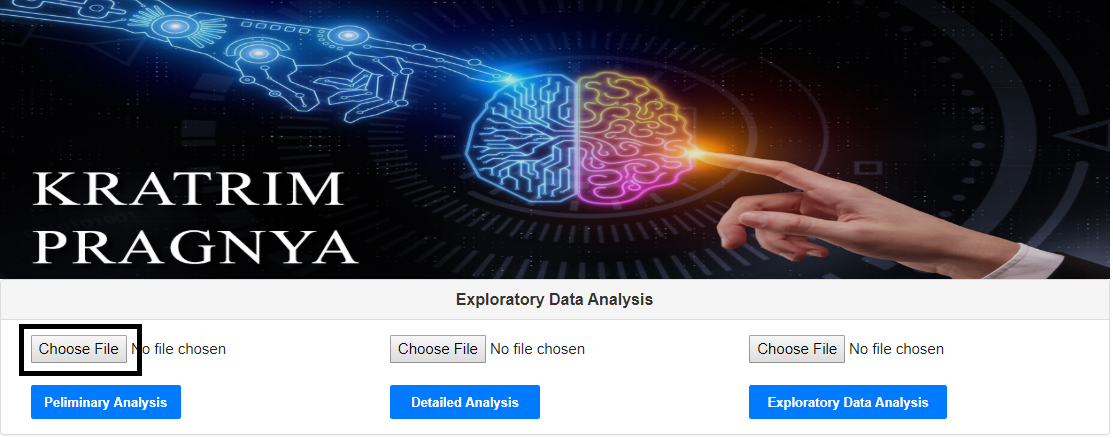 KRATRIM
PRAGNYA
Exploratory Data Analysis
Choose File No file chosen Choose File No file chosen Choose File No file chosen
Peliminary Analysis Detailed Analysis Exploratory Data Analysis